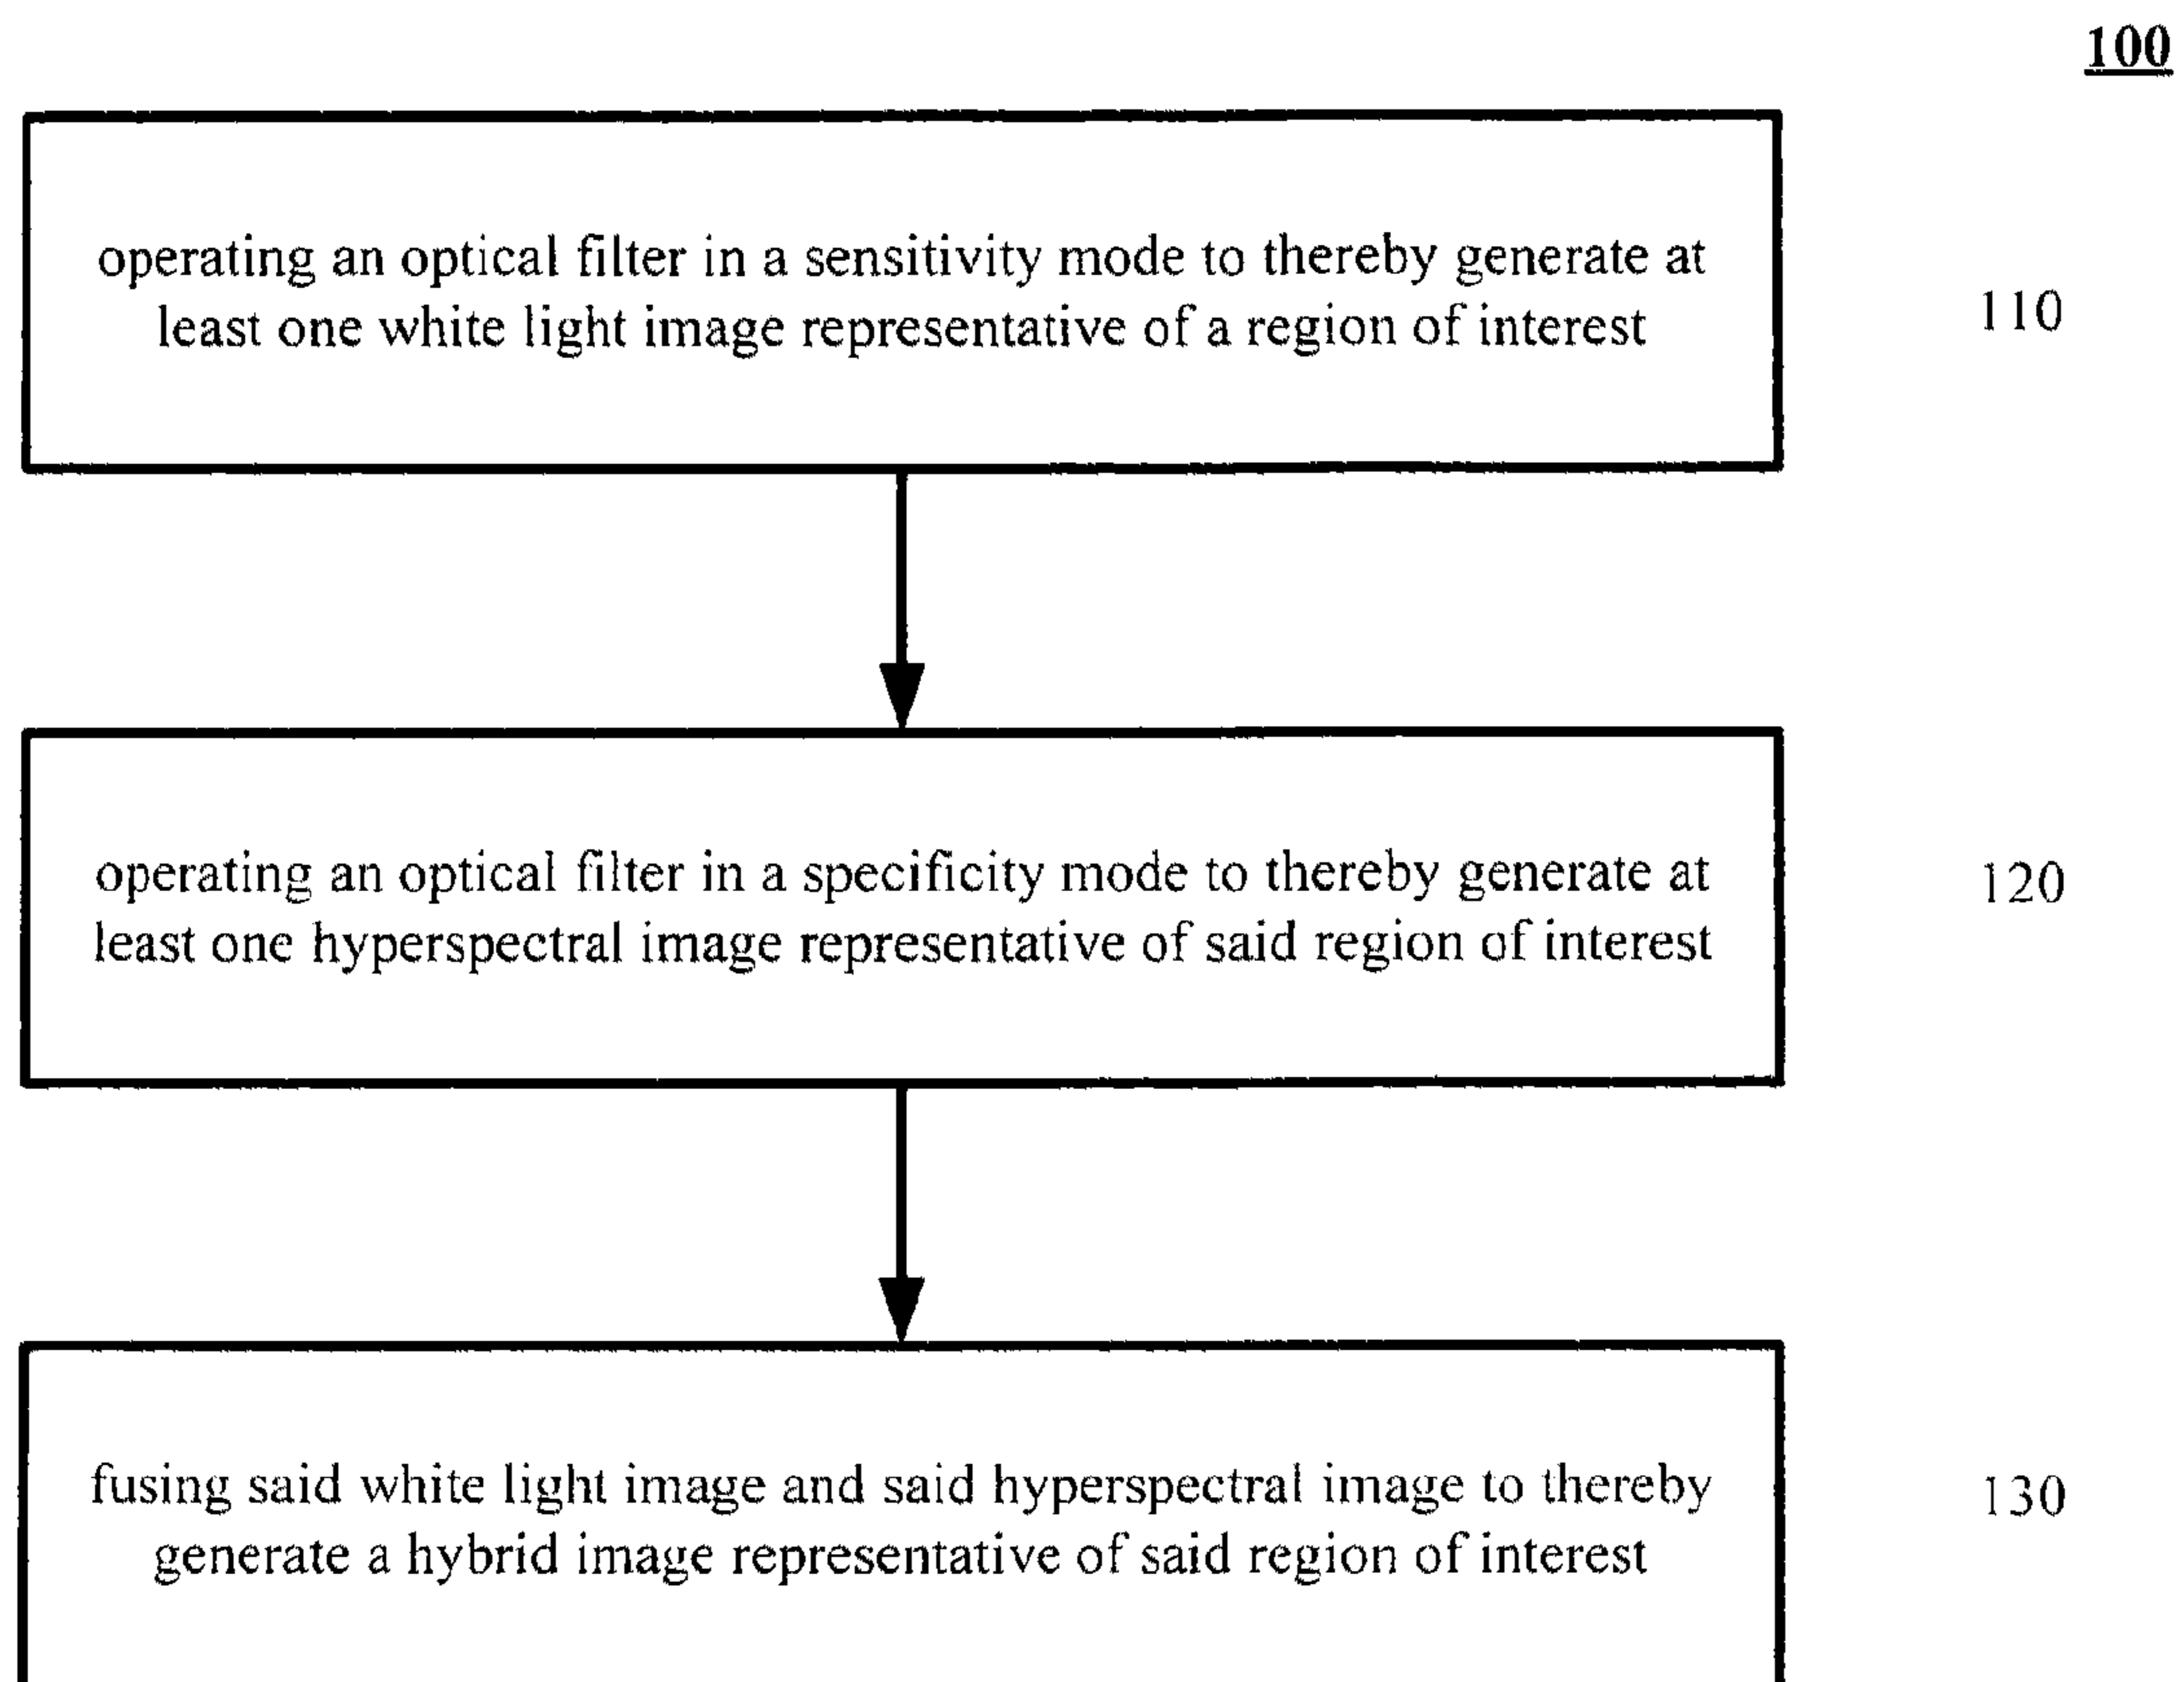 100
operating an optical filter in a sensitivity mode to thereby generate at
least one white light image representative of a region of interest
110
operating an optical filter in a specificity mode to thereby generate at
least one hyperspectral image representative of said region of interest
120
fusing said white light image and said hyperspectral image to thereby
generate a hybrid image representative of said region of interest
130